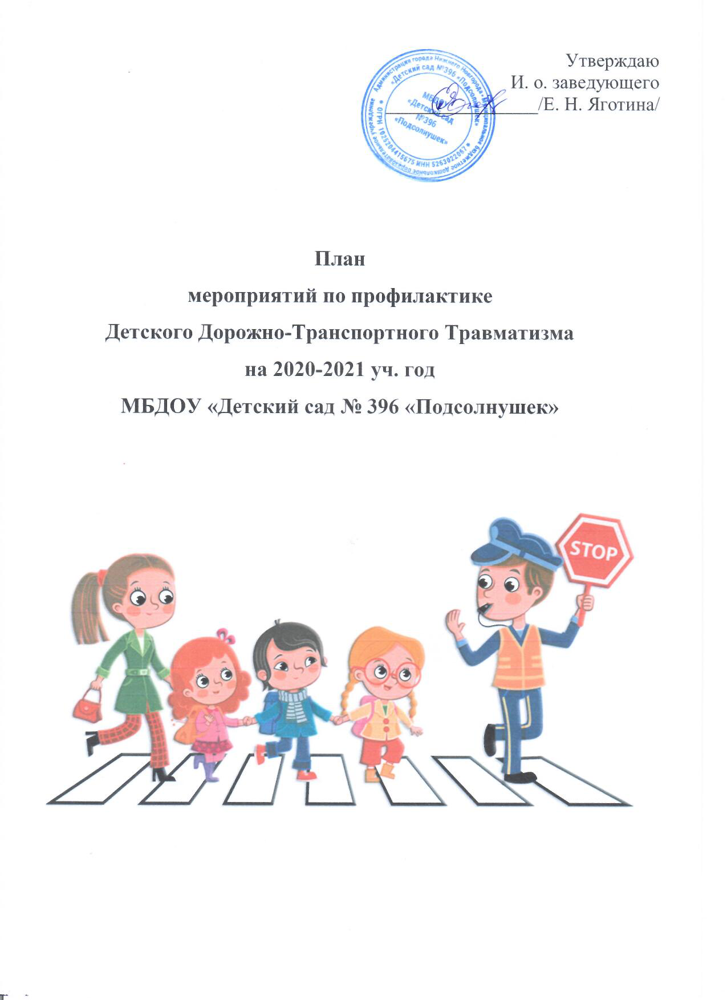 Утверждаю
И. о. заведующего
/Е. Н. Яготина/
Администрация города Нижнего Новгорода • Муниципальное бюджетное дошкольное образовательное учреждение
«Детский сад №396 «Подсолнушек»
* ОГРН 1025204415675 ИНН 5263022067 *
МБДОУ
«Детский сад
№396
«Подсолнушек»
План
мероприятий по профилактике
Детского Дорожно-Транспортного Травматизма
на 2020-2021 уч. год
МБДОУ «Детский сад № 396 «Подсолнушек»
STOP